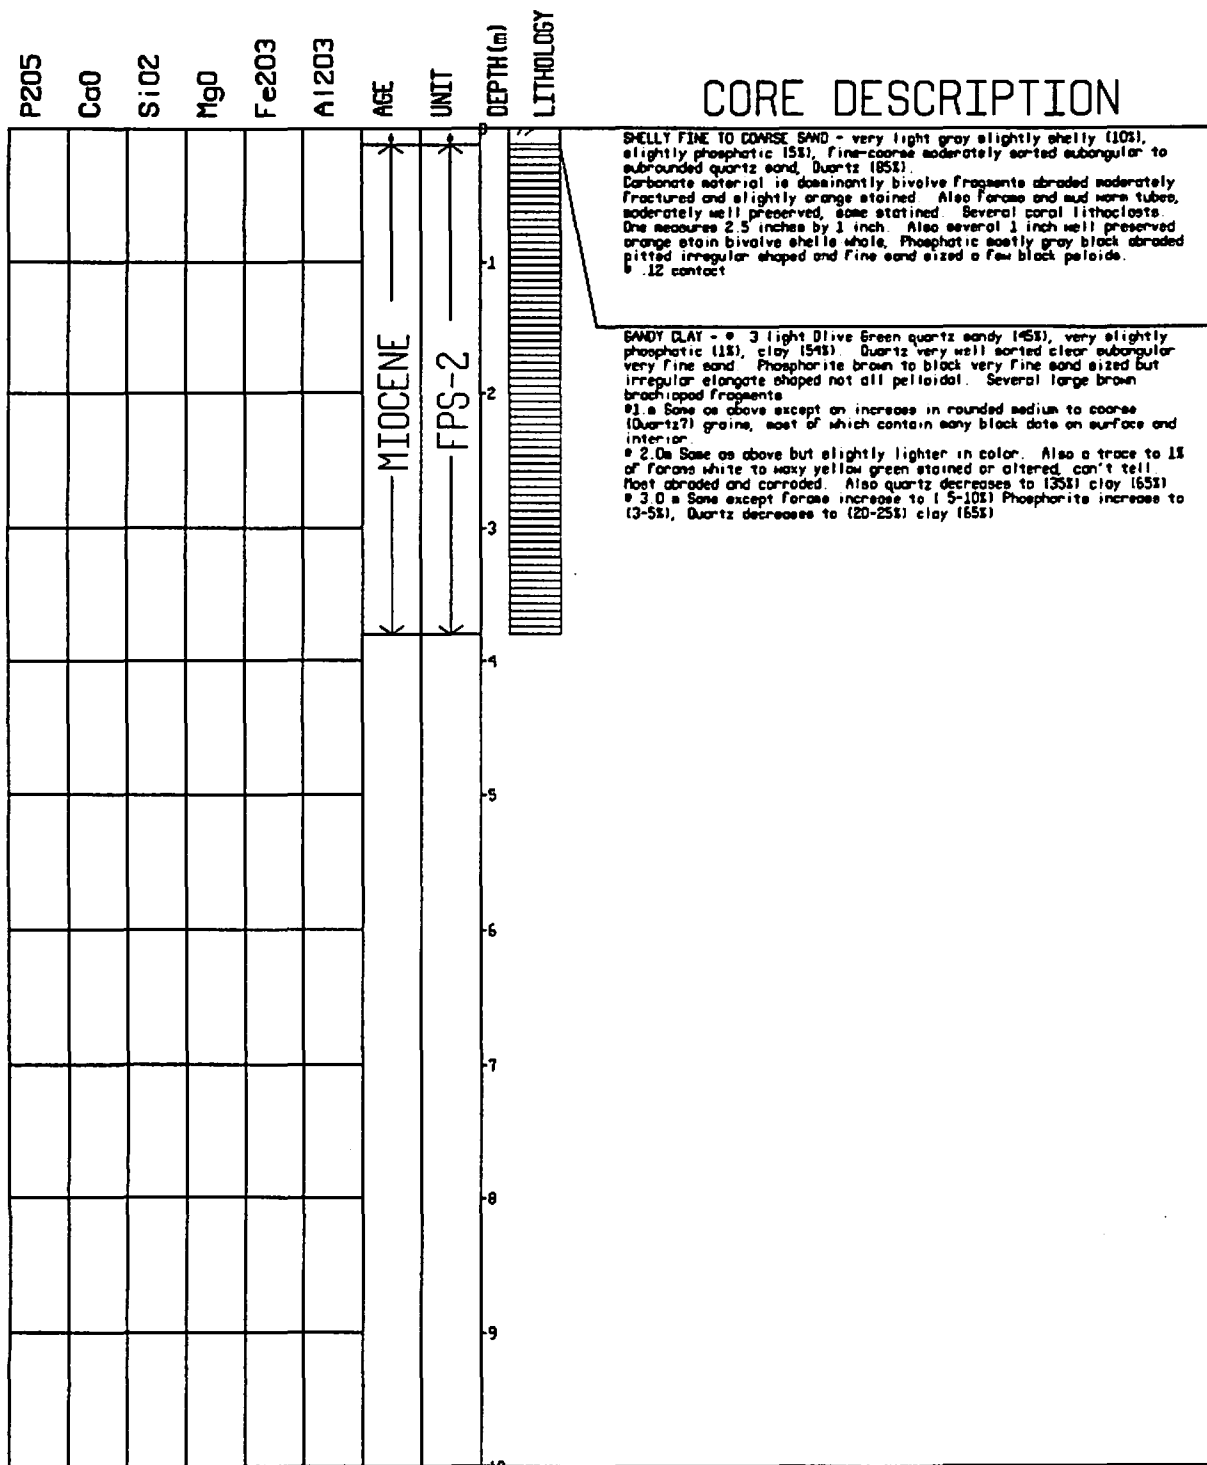 P2O5
CaO
SiO2
MgO
Fe2O3
Al2O3
AGE
UNIT
DEPTH(m)
LITHOLOGY
CORE DESCRIPTION
0
SHELLY FINE TO COARSE SAND - very light gray slightly shelly (10%),
slightly phosphatic (5%), Fine-coarse moderately sorted subangular to
subrounded quartz sand, Quartz (85%).
Carbonate material is dominantly bivolve fragments abraded moderately
fractured and slightly orange stained. Also forams and mud worm tubes,
moderately well preserved, some statined. Several coral lithoclasts.
One measures 2.5 inches by 1 inch. Also several 1 inch well preserved
orange stain bivalve shells whole, Phosphatic mostly gray black abraded
pitted irregular shaped and fine sand sized a few black peloids.
.12 contact
SANDY CLAY - @ .3 light Olive Green quartz sandy (45%), very slightly
phosphatic (1%), clay (54%). Quartz very well sorted clear subangular
very fine sand. Phosphorite brown to black very fine sand sized but
irregular elongate shaped not all pelloidal. Several large brown
brachiopod fragments
@1.m Same as above except an increase in rounded medium to coarse
(Quartz?) grains, most of which contain many black dots on surface and
interior.
@ 2.0m Same as above but slightly lighter in color. Also a trace to 1%
of forams white to waxy yellow green stained or altered, can't tell.
Most abraded and corroded. Also quartz decreases to (35%) clay (65%)
@ 3.0 m Same except forams increase to ( 5-10%) Phosphorite increases to
(3-5%), Quartz decreases to (20-25%) clay (65%)
MIOCENE
FPS-2
-1
-2
-3
-4
-5
-6
-7
-8
-9